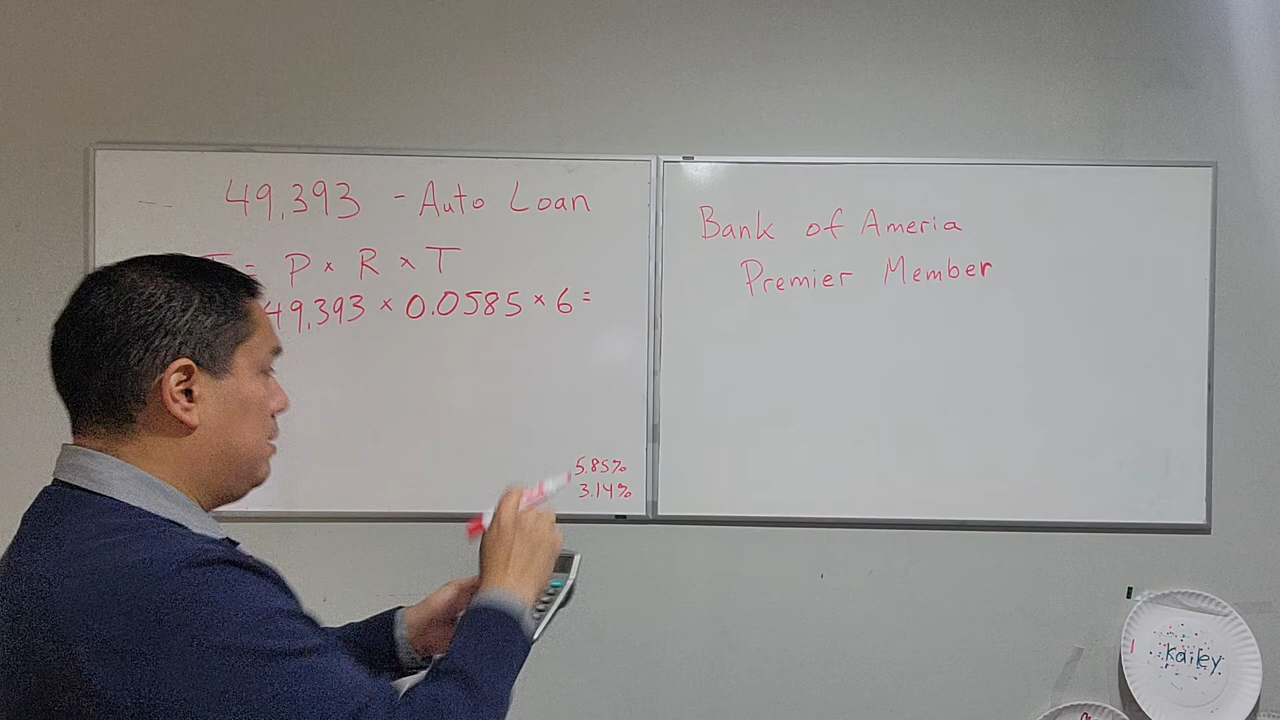 49,393 - Auto Loan
= P × R × T
49,393 × 0.0585 × 6 =
5.85%
3.14%
Bank of Ameria
Premier Member
Kailey